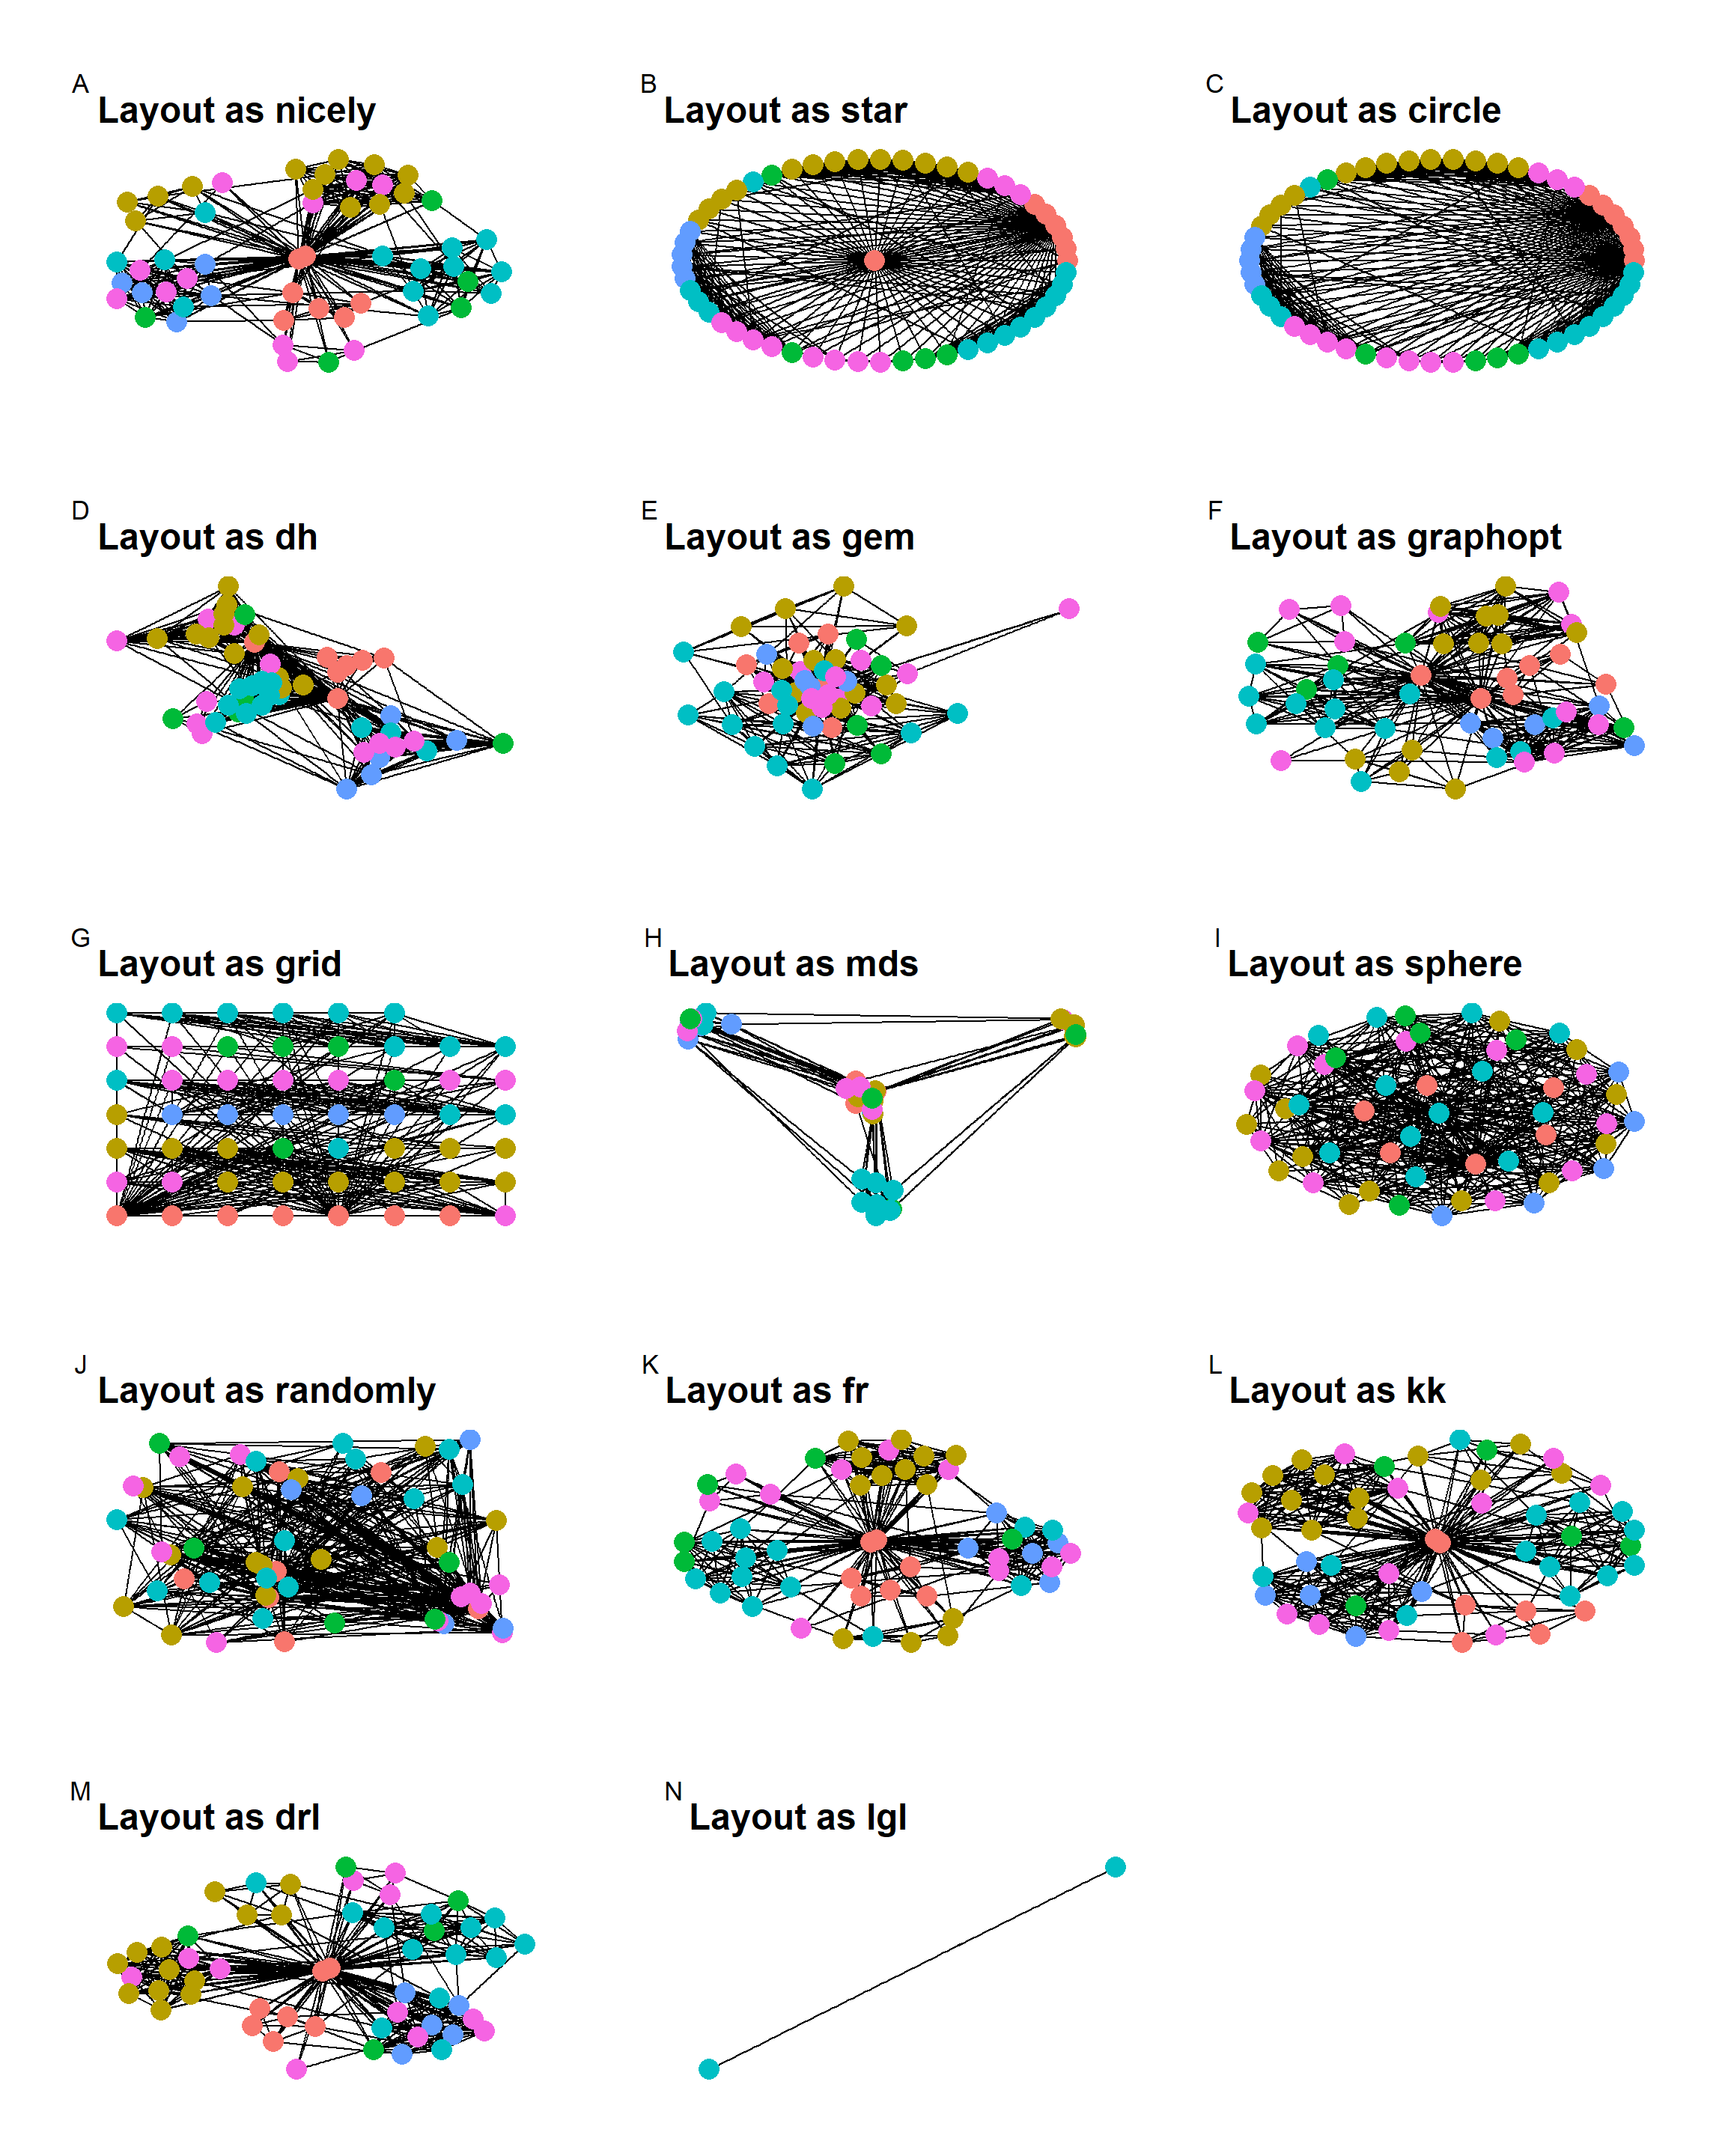 A
Layout as nicely
B
Layout as star
C
Layout as circle
D
Layout as dh
E
Layout as gem
F
Layout as graphopt
G
Layout as grid
H
Layout as mds
I
Layout as sphere
J
Layout as randomly
K
Layout as fr
L
Layout as kk
M
Layout as drl
N
Layout as lgl